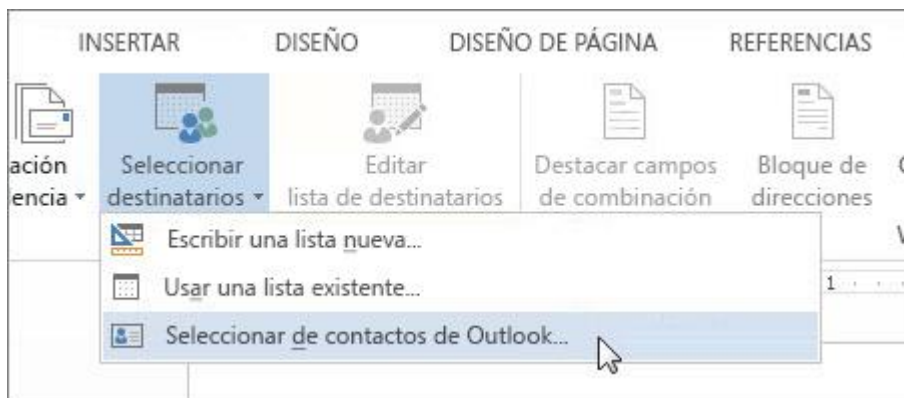 INSERTAR DISEÑO DISEÑO DE PÁGINA REFERENCIAS
ación Seleccionar Editar Destacar campos Bloque de
encia destinatarios lista de destinatarios de combinación direcciones
Escribir una lista nueva...
Usar una lista existente...
1
Seleccionar de contactos de Outlook...